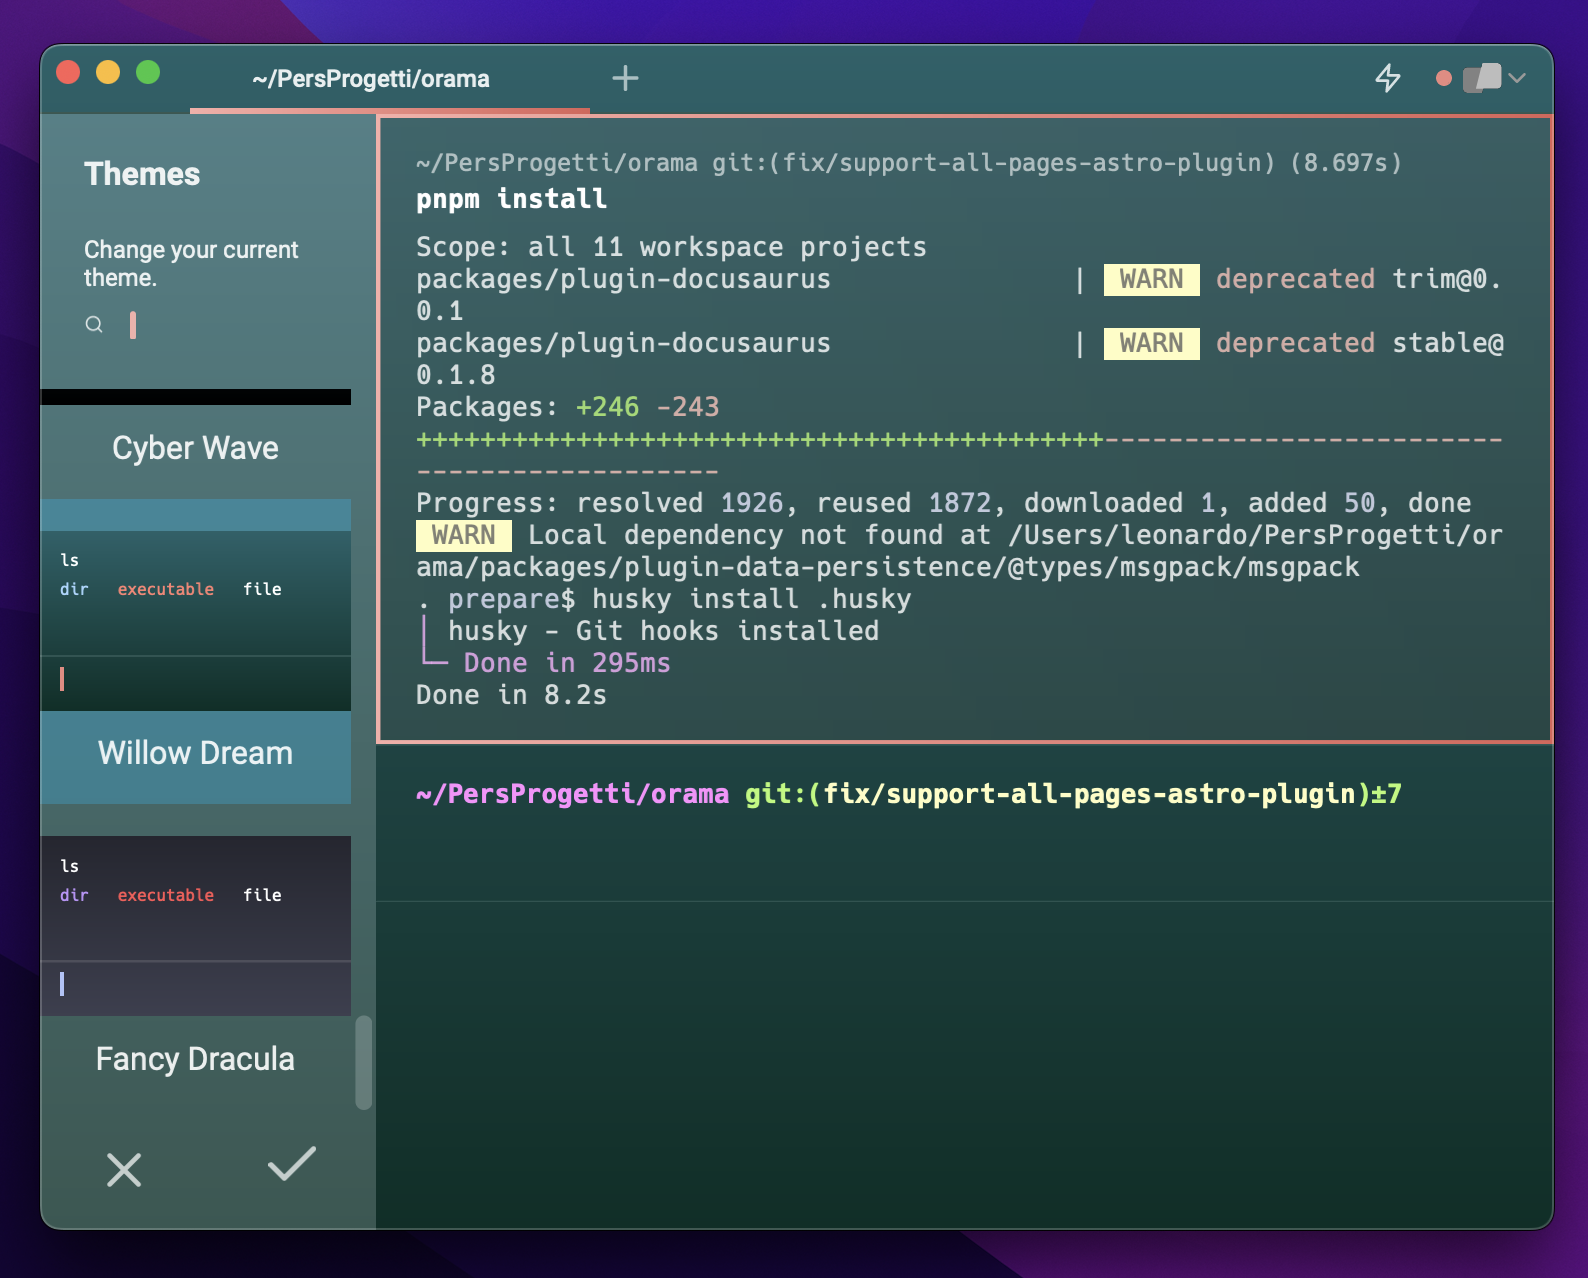 ~/PersProgetti/orama
Themes
Change your current
theme.
Cyber Wave
ls
dir executable file
Willow Dream
ls
dir executable file
Fancy Dracula
~/PersProgetti/orama git:(fix/support-all-pages-astro-plugin) (8.697s)
pnpm install
Scope: all 11 workspace projects
packages/plugin-docusaurus | WARN deprecated trim@0.
0.1
packages/plugin-docusaurus | WARN deprecated stable@
0.1.8
Packages: +246 -243
+++++++++++++++++++++++++++++++++++++++++++-------------------------
-------------------
Progress: resolved 1926, reused 1872, downloaded 1, added 50, done
WARN Local dependency not found at /Users/leonardo/PersProgetti/or
ama/packages/plugin-data-persistence/@types/msgpack/msgpack
. prepare$ husky install .husky
│ husky - Git hooks installed
└─ Done in 295ms
Done in 8.2s
~/PersProgetti/orama git:(fix/support-all-pages-astro-plugin)±7